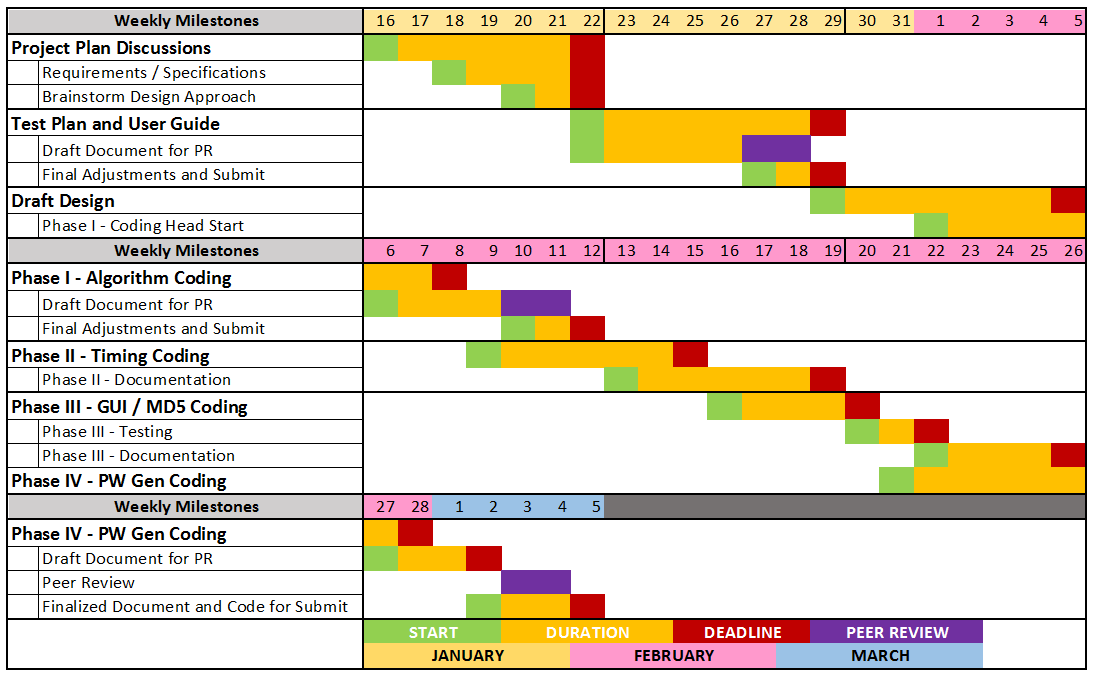 Weekly Milestones 16 17 18 19 20 21 22 23 24 25 26 27 28 29 30 31 1 2 3 4 5
Project Plan Discussions
Requirements / Specifications
Brainstorm Design Approach
Test Plan and User Guide
Draft Document for PR
Final Adjustments and Submit
Draft Design
Phase I - Coding Head Start
Weekly Milestones 6 7 8 9 10 11 12 13 14 15 16 17 18 19 20 21 22 23 24 25 26
Phase I - Algorithm Coding
Draft Document for PR
Final Adjustments and Submit
Phase II - Timing Coding
Phase II - Documentation
Phase III - GUI / MD5 Coding
Phase III - Testing
Phase III - Documentation
Phase IV - PW Gen Coding
Weekly Milestones 27 28 1 2 3 4 5
Phase IV - PW Gen Coding
Draft Document for PR
Peer Review
Finalized Document and Code for Submit
START DURATION DEADLINE PEER REVIEW
JANUARY FEBRUARY MARCH